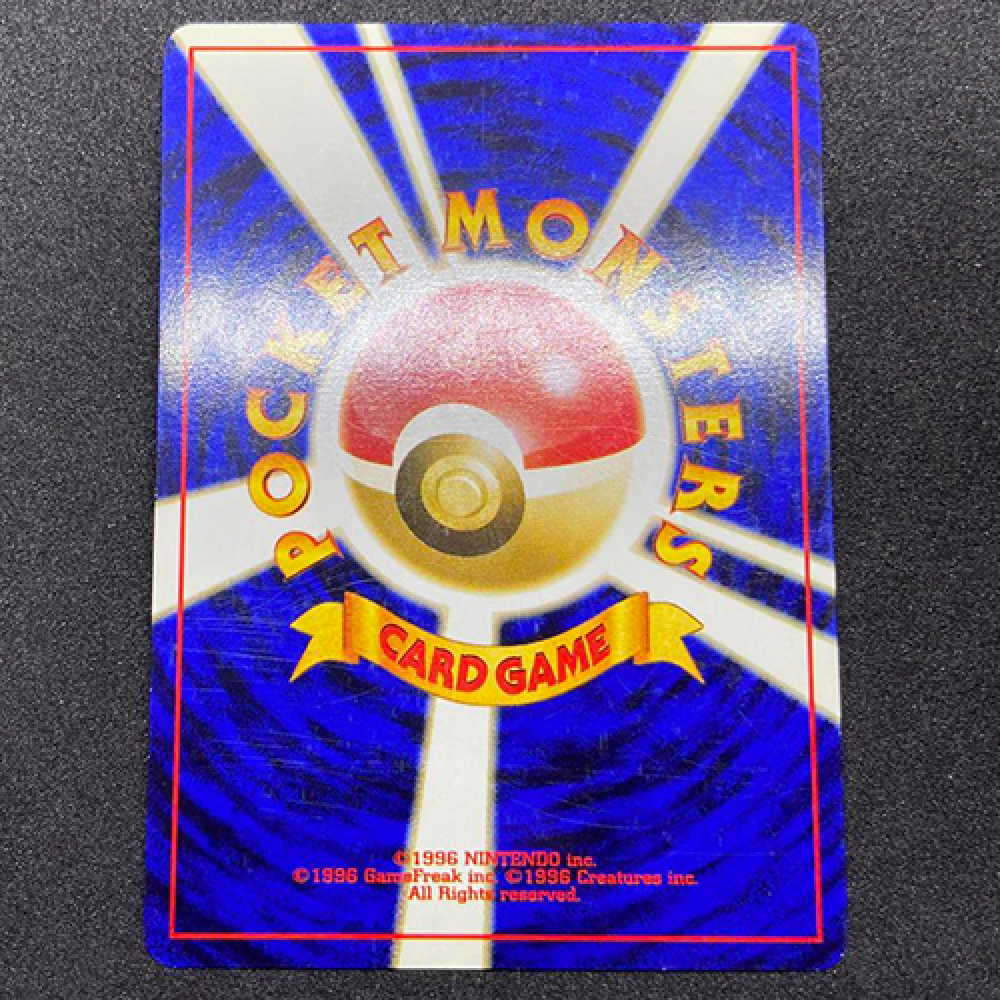 POCKET MONSTERS
CARD GAME
©1996 NINTENDO inc.
©1996 GameFreak inc. ©1996 Creatures inc.
All Rights reserved.